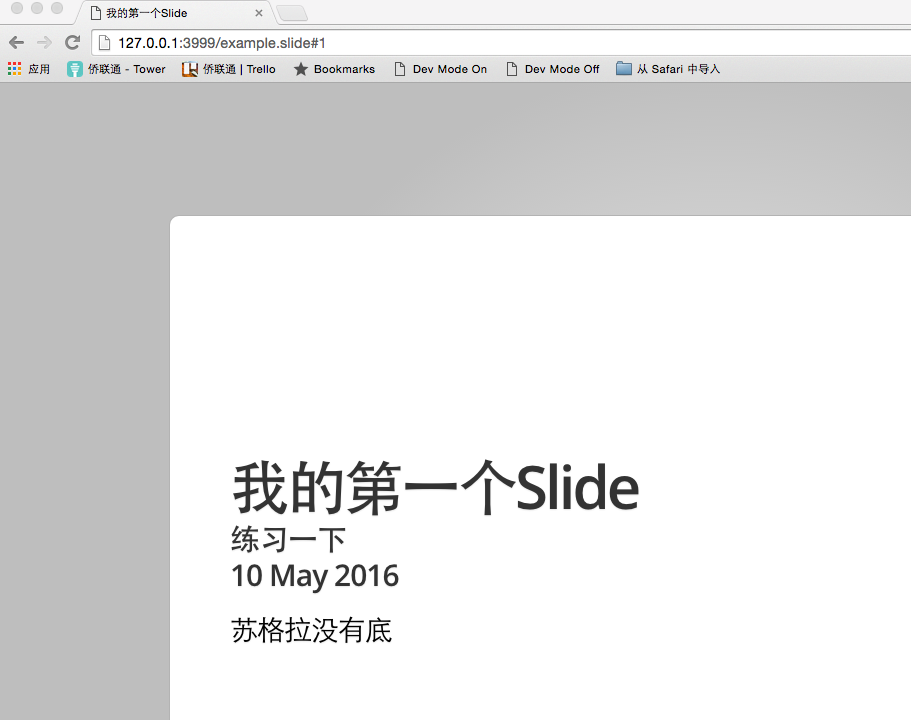 我的第一个Slide
127.0.0.1:3999/example.slide#1
应用 侨联通 - Tower 侨联通 | Trello Bookmarks Dev Mode On Dev Mode Off 从 Safari 中导入
我的第一个Slide
练习一下
10 May 2016
苏格拉没有底